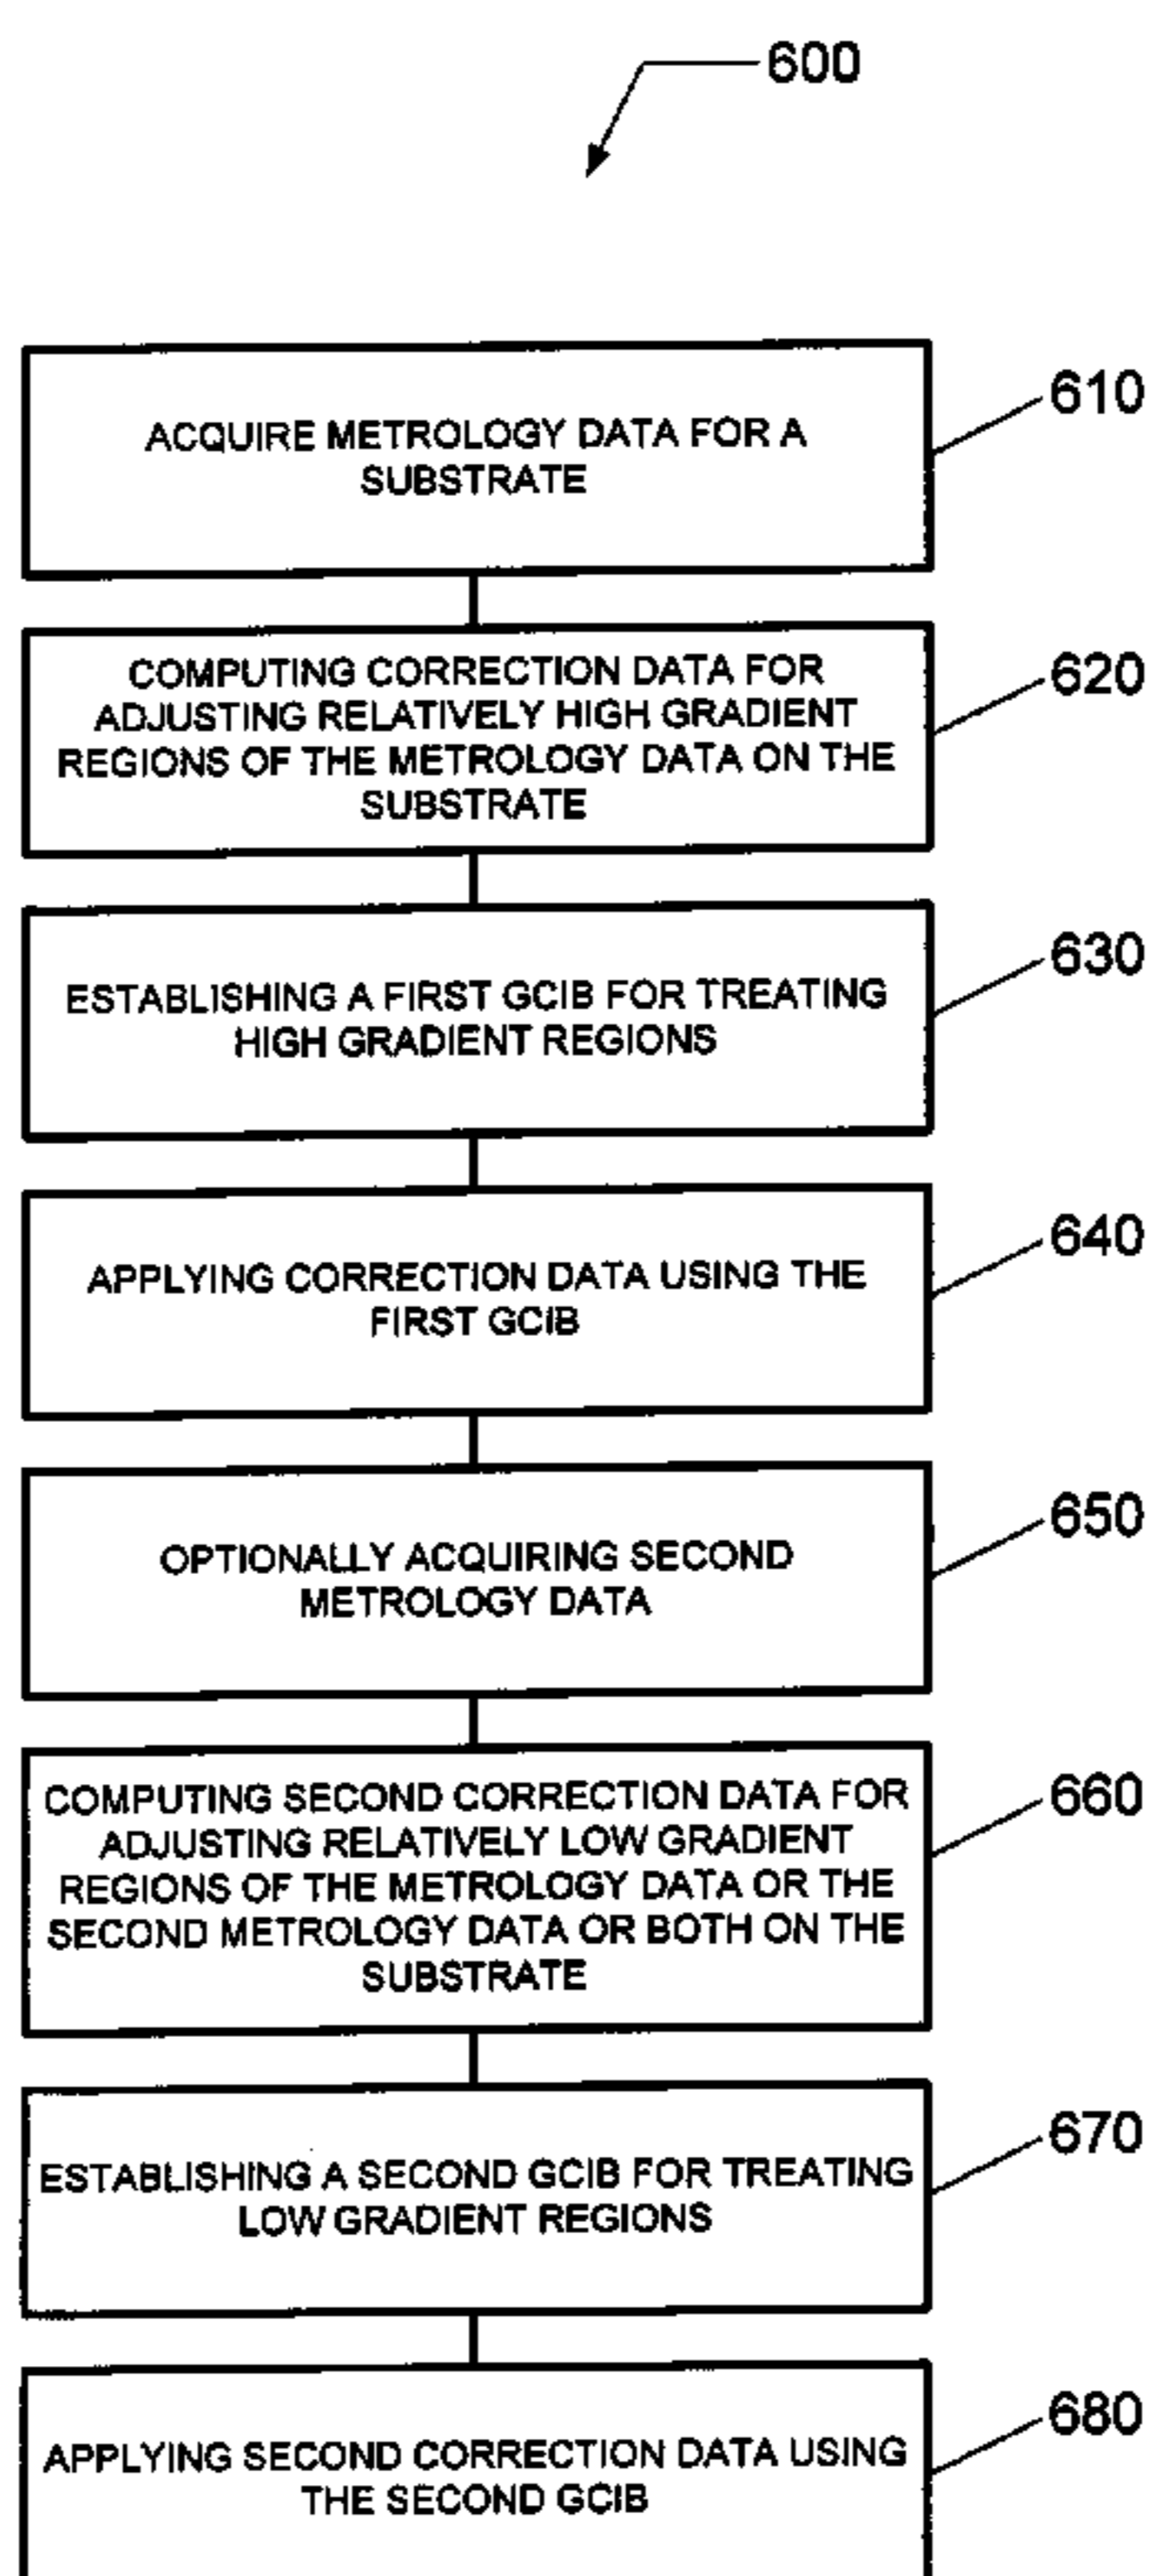 600
610
ACQUIRE METROLOGY DATA FOR A
SUBSTRATE
620
COMPUTING CORRECTION DATA FOR
ADJUSTING RELATIVELY HIGH GRADIENT
REGIONS OF THE METROLOGY DATA ON THE
SUBSTRATE
630
ESTABLISHING A FIRST GCIB FOR TREATING
HIGH GRADIENT REGIONS
640
APPLYING CORRECTION DATA USING THE
FIRST GCIB
650
OPTIONALLY ACQUIRING SECOND
METROLOGY DATA
660
COMPUTING SECOND CORRECTION DATA FOR
ADJUSTING RELATIVELY LOW GRADIENT
REGIONS OF THE METROLOGY DATA OR THE
SECOND METROLOGY DATA OR BOTH ON THE
SUBSTRATE
670
ESTABLISHING A SECOND GCIB FOR TREATING
LOW GRADIENT REGIONS
680
APPLYING SECOND CORRECTION DATA USING
THE SECOND GCIB